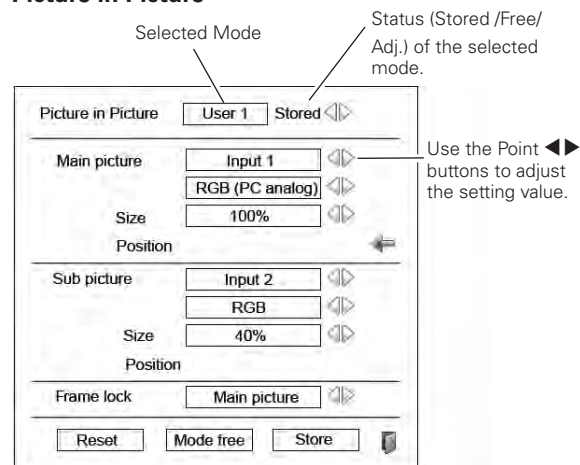 Picture in Picture
Selected Mode
Status (Stored /Free/
Adj.) of the selected
mode.
Picture in Picture User 1 Stored ◁▷
Main picture Input 1 ◁▷
Use the Point ◀▶
buttons to adjust
the setting value.
RGB (PC analog) ◁▷
Size 100% ◁▷
Position
Sub picture Input 2 ◁▷
RGB ◁▷
Size 40% ◁▷
Position
Frame lock Main picture ◁▷
Reset Mode free Store